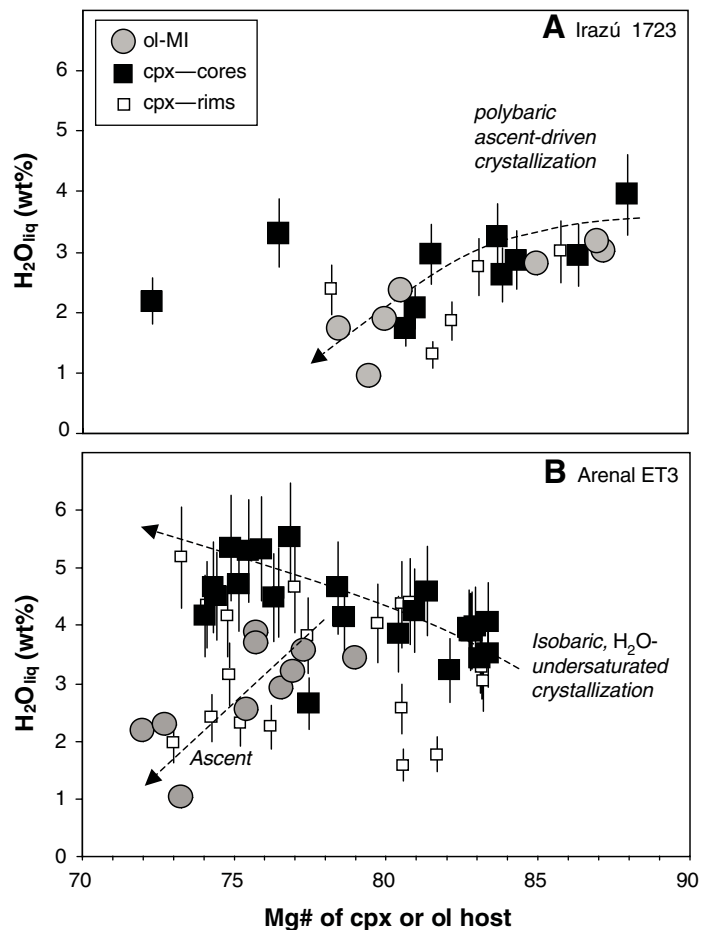 A Irazú 1723
ol-MI
cpx—cores
cpx—rims
polybaric
ascent-driven
crystallization
H2Oliq (wt%)
6
5
4
3
2
1
0
B Arenal ET3
Isobaric, H2O-
undersaturated
crystallization
Ascent
H2Oliq (wt%)
6
5
4
3
2
1
0
70 75 80 85 90
Mg# of cpx or ol host